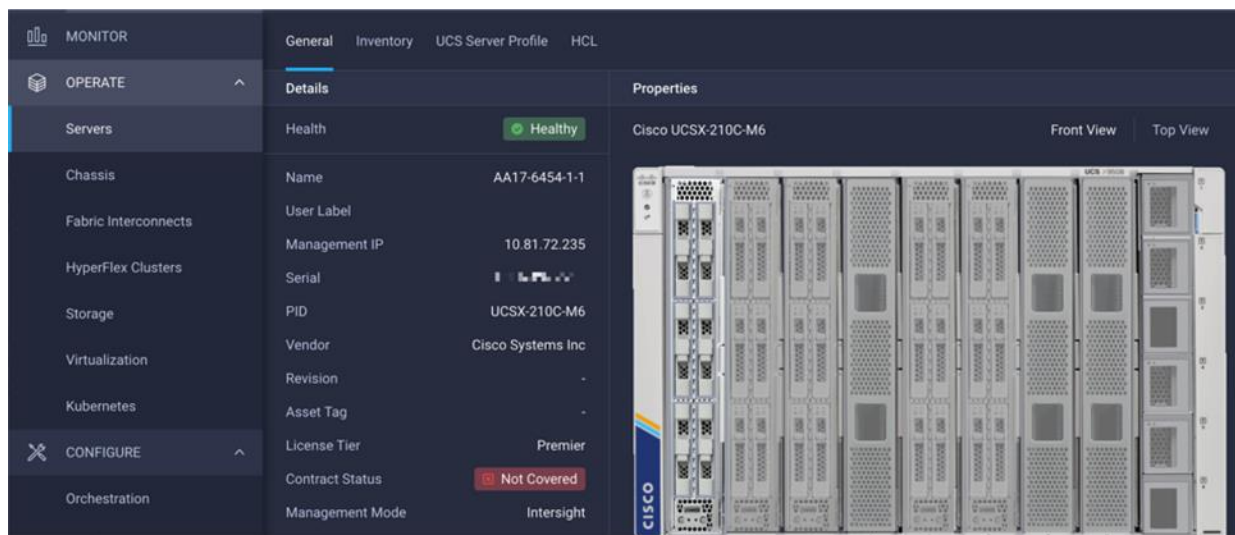 MONITOR
OPERATE
Servers
Chassis
Fabric Interconnects
HyperFlex Clusters
Storage
Virtualization
Kubernetes
CONFIGURE
Orchestration
General Inventory UCS Server Profile HCL
Details
Health Healthy
Name AA17-6454-1-1
User Label
Management IP 10.81.72.235
Serial
PID UCSX-210C-M6
Vendor Cisco Systems Inc
Revision -
Asset Tag -
License Tier Premier
Contract Status Not Covered
Management Mode Intersight
Properties
Cisco UCSX-210C-M6 Front View Top View
CISCO